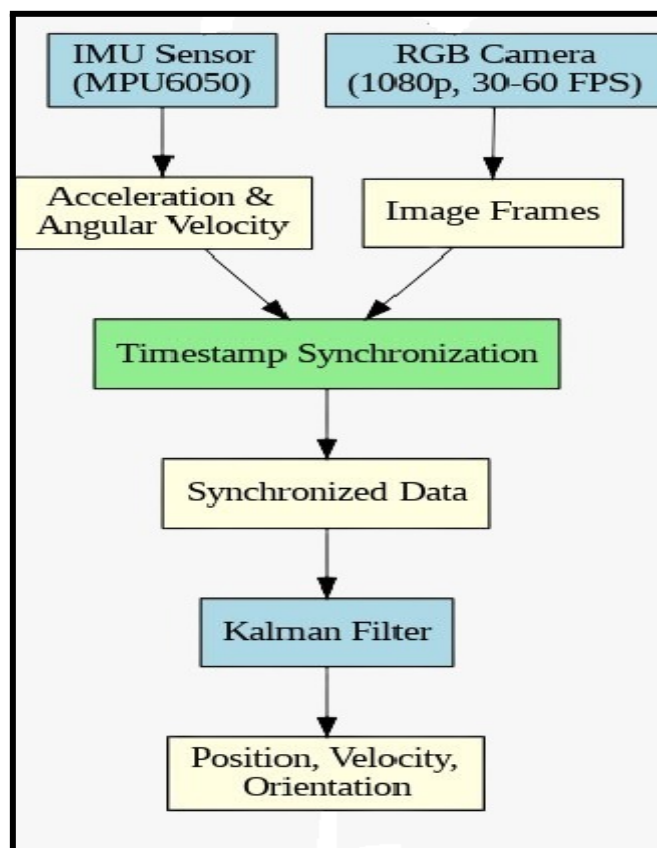 IMU Sensor
(MPU6050)
RGB Camera
(1080p, 30-60 FPS)
Acceleration &
Angular Velocity
Image Frames
Timestamp Synchronization
Synchronized Data
Kalman Filter
Position, Velocity,
Orientation